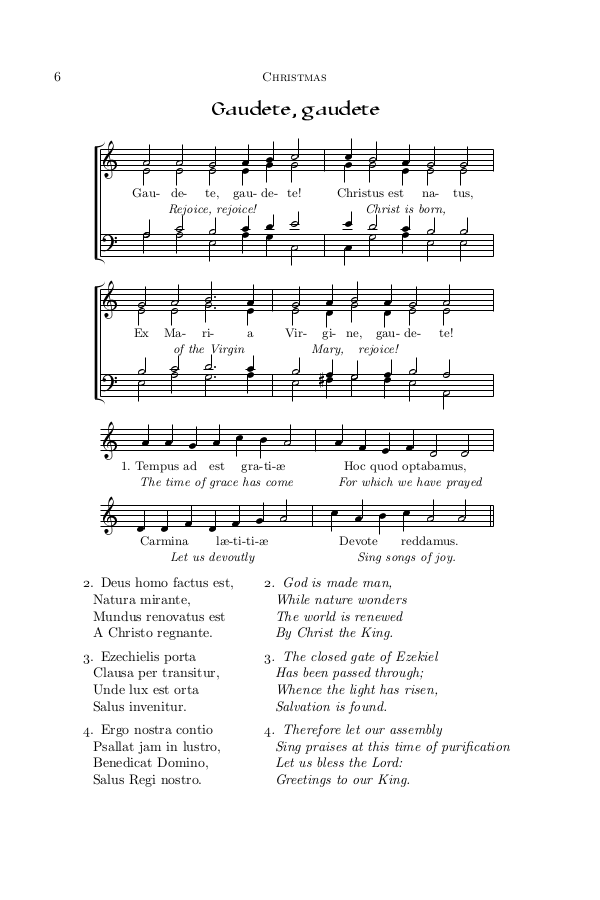 6
Christmas
Gaudete, gaudete
Gau- de- te, gau- de- te! Christus est na- tus,
Rejoice, rejoice! Christ is born,
Ex Ma- ri- a Vir- gi- ne, gau- de- te!
of the Virgin Mary, rejoice!
1. Tempus ad est gra-ti-æ Hoc quod optabamus,
The time of grace has come For which we have prayed
Carmina læ-ti-ti-æ Devote reddamus.
Let us devoutly Sing songs of joy.
2. Deus homo factus est,
Natura mirante,
Mundus renovatus est
A Christo regnante.
3. Ezechielis porta
Clausa per transitur,
Unde lux est orta
Salus invenitur.
4. Ergo nostra contio
Psallat jam in lustro,
Benedicat Domino,
Salus Regi nostro.
2. God is made man,
While nature wonders
The world is renewed
By Christ the King.
3. The closed gate of Ezekiel
Has been passed through;
Whence the light has risen,
Salvation is found.
4. Therefore let our assembly
Sing praises at this time of purification
Let us bless the Lord:
Greetings to our King.